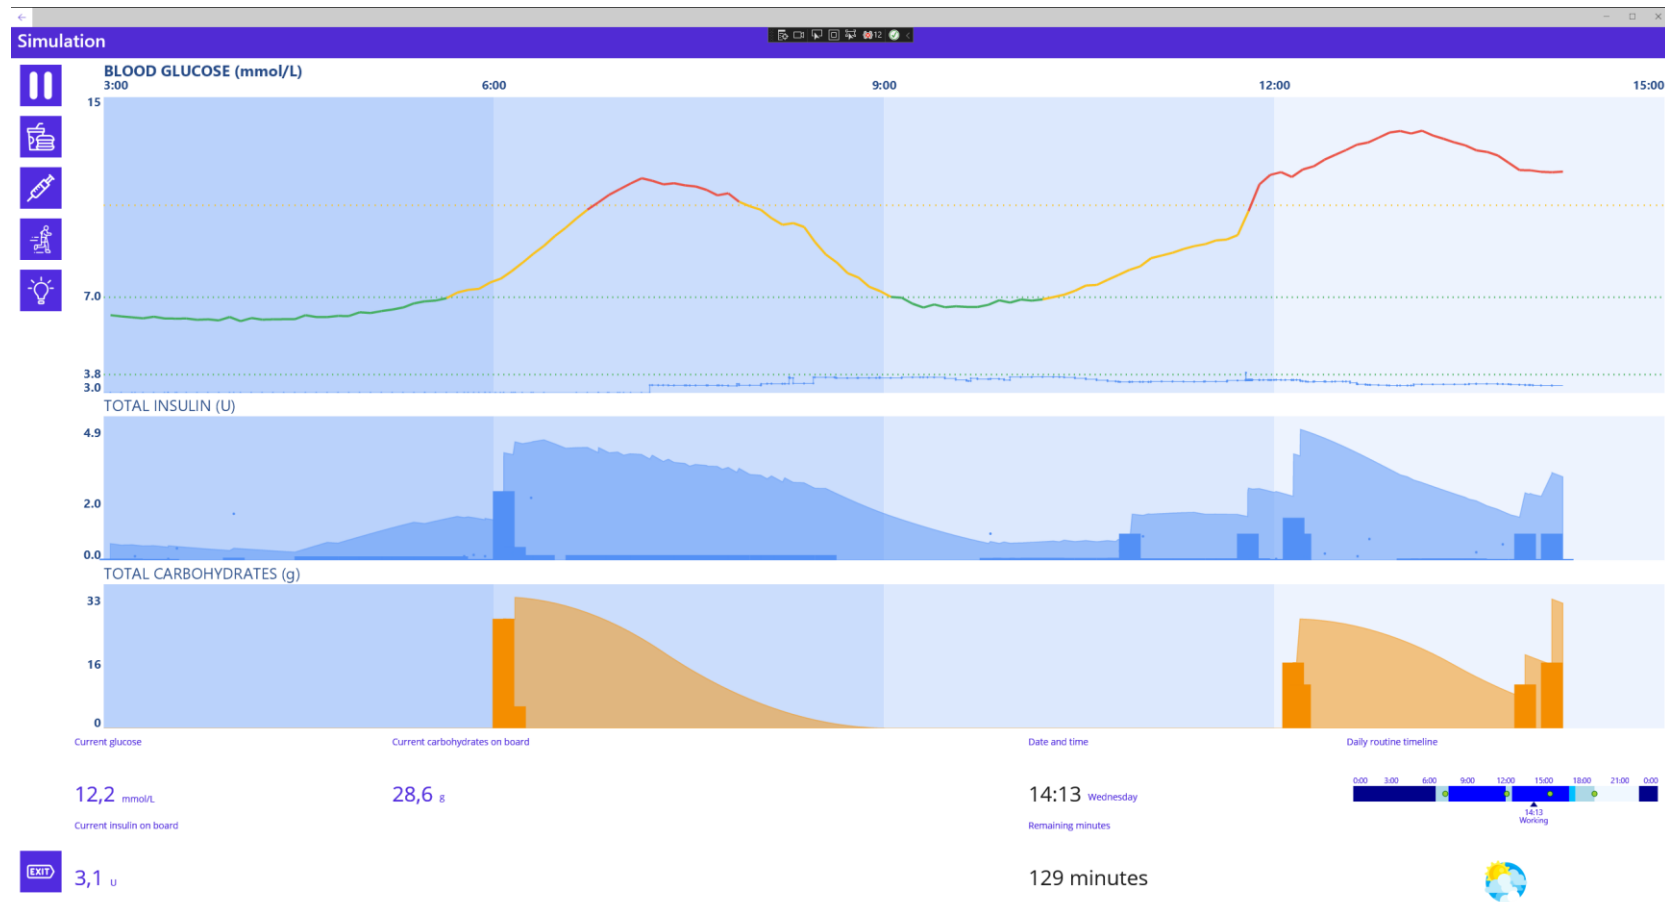 Simulation
12
BLOOD GLUCOSE (mmol/L)
3:00 6:00 9:00 12:00 15:00
15
7.0
3.8
3.0
TOTAL INSULIN (U)
4.9
2.0
0.0
TOTAL CARBOHYDRATES (g)
33
16
0
Current glucose Current carbohydrates on board Date and time Daily routine timeline
0:00 3:00 6:00 9:00 12:00 15:00 18:00 21:00 0:00
12,2 mmol/L 28,6 g 14:13 Wednesday
14:13
Working
Current insulin on board Remaining minutes
EXIT
3,1 U 129 minutes